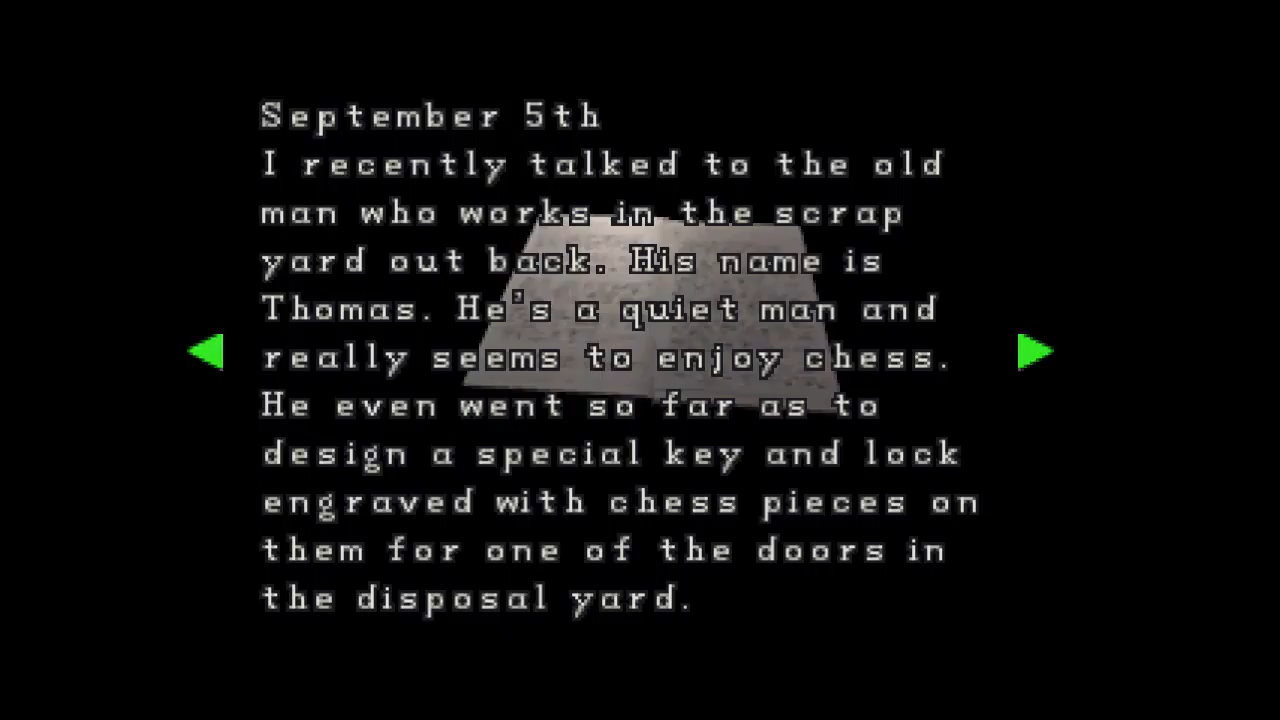 September 5th
I recently talked to the old
man who works in the scrap
yard out back. His name is
Thomas. He's a quiet man and
really seems to enjoy chess.
He even went so far as to
design a special key and lock
engraved with chess pieces on
them for one of the doors in
the disposal yard.